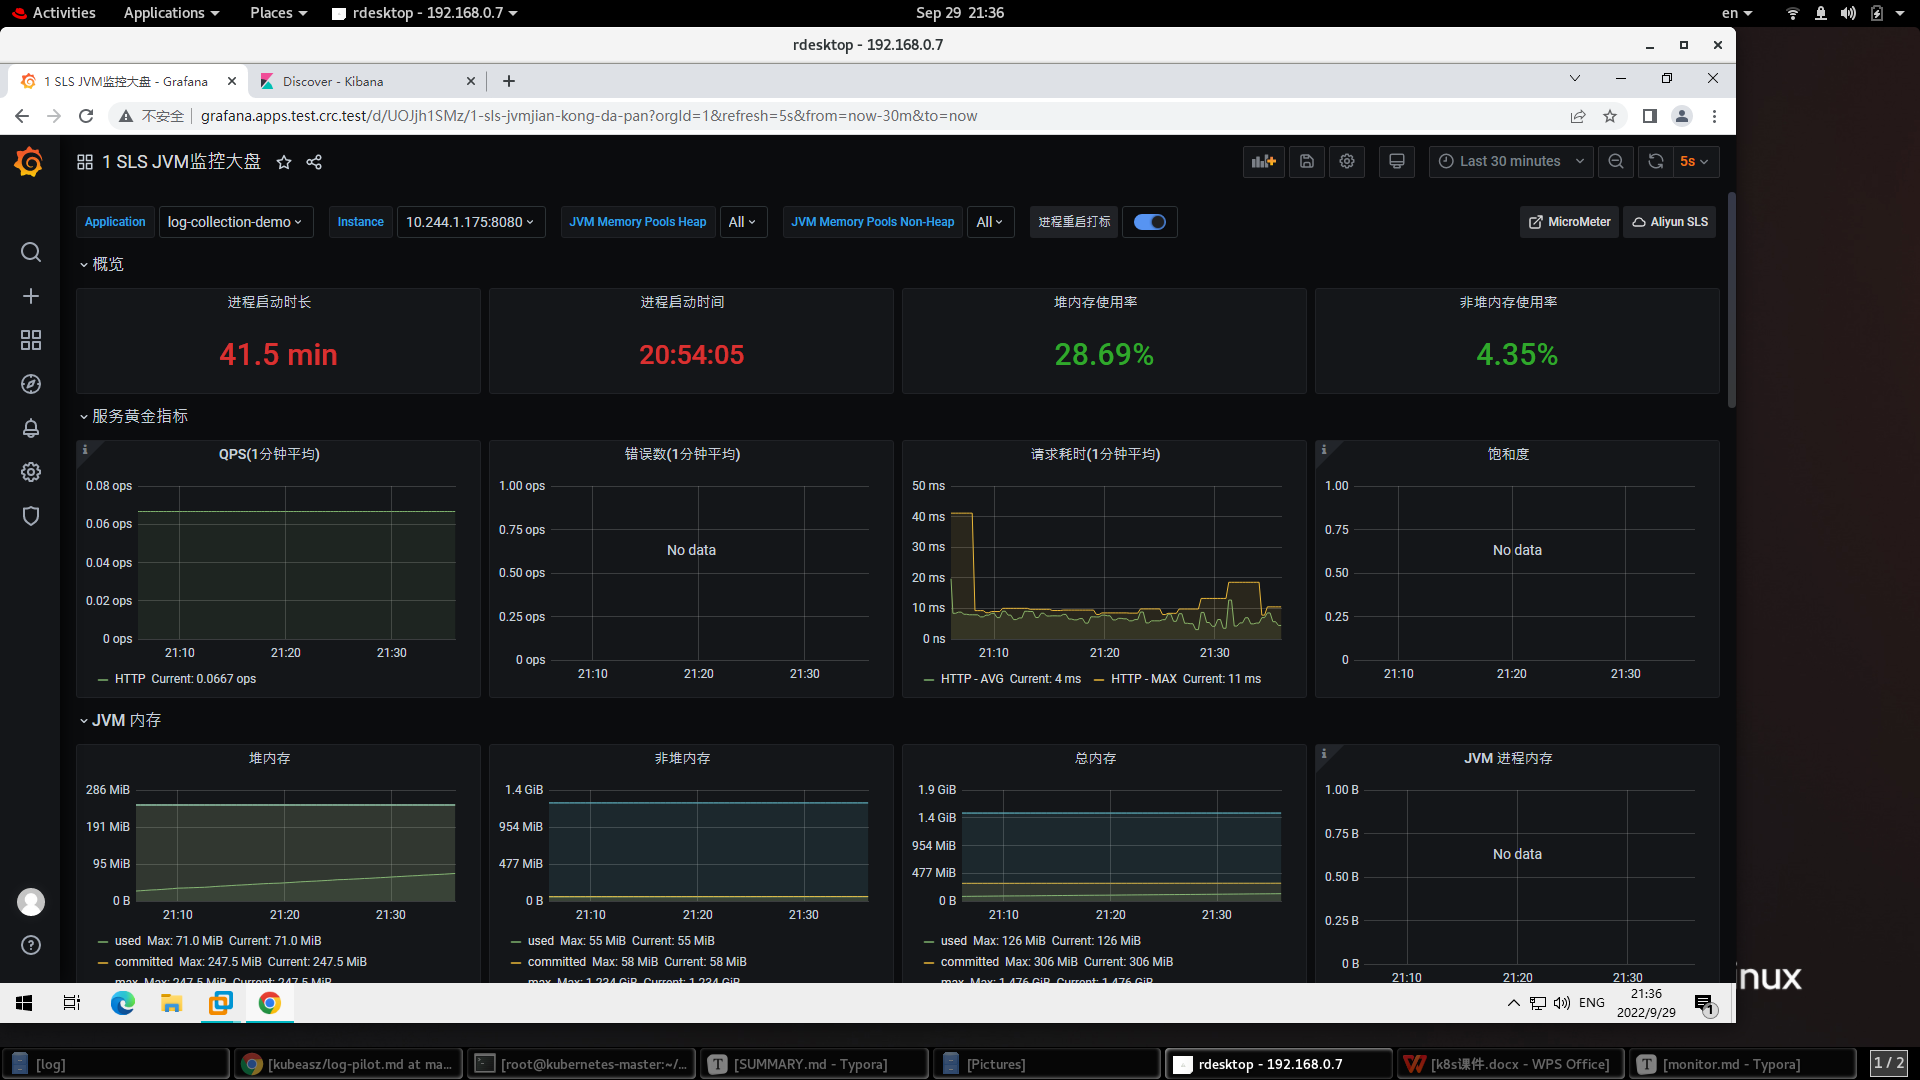 Activities Applications Places rdesktop - 192.168.0.7 Sep 29 21:36 en
rdesktop - 192.168.0.7
1 SLS JVM监控大盘 - Grafana Discover - Kibana
不安全 grafana.apps.test.crc.test/d/UOJjh1SMz/1-sls-jvmjian-kong-da-pan?orgId=1&refresh=5s&from=now-30m&to=now
1 SLS JVM监控大盘 Last 30 minutes 5s
Application log-collection-demo Instance 10.244.1.175:8080 JVM Memory Pools Heap All JVM Memory Pools Non-Heap All 进程重启打标 MicroMeter Aliyun SLS
概览
进程启动时长 进程启动时间 堆内存使用率 非堆内存使用率
41.5 min 20:54:05 28.69% 4.35%
服务黄金指标
QPS(1分钟平均)
0.08 ops
0.06 ops
0.04 ops
0.02 ops
0 ops
21:10 21:20 21:30
HTTP Current: 0.0667 ops
错误数(1分钟平均)
1.00 ops
0.75 ops
No data
0.50 ops
0.25 ops
0 ops
21:10 21:20 21:30
请求耗时(1分钟平均)
50 ms
40 ms
30 ms
20 ms
10 ms
0 ns
21:10 21:20 21:30
HTTP - AVG Current: 4 ms HTTP - MAX Current: 11 ms
饱和度
1.00
0.75
No data
0.50
0.25
0
21:10 21:20 21:30
JVM 内存
堆内存
286 MiB
191 MiB
95 MiB
0 B
21:10 21:20 21:30
used Max: 71.0 MiB Current: 71.0 MiB
committed Max: 247.5 MiB Current: 247.5 MiB
max Max: 247.5 MiB Current: 247.5 MiB
非堆内存
1.4 GiB
954 MiB
477 MiB
0 B
21:10 21:20 21:30
used Max: 55 MiB Current: 55 MiB
committed Max: 58 MiB Current: 58 MiB
max Max: 1.234 GiB Current: 1.234 GiB
总内存
1.9 GiB
1.4 GiB
954 MiB
477 MiB
0 B
21:10 21:20 21:30
used Max: 126 MiB Current: 126 MiB
committed Max: 306 MiB Current: 306 MiB
max Max: 1.476 GiB Current: 1.476 GiB
JVM 进程内存
1.00 B
0.75 B
No data
0.50 B
0.25 B
0 B
21:10 21:20 21:30
inux
ENG 21:36
2022/9/29 1
[log] [kubeasz/log-pilot.md at ma... [root@kubernetes-master:~/... [SUMMARY.md - Typora] [Pictures] rdesktop - 192.168.0.7 [k8s课件.docx - WPS Office] [monitor.md - Typora] 1 / 2